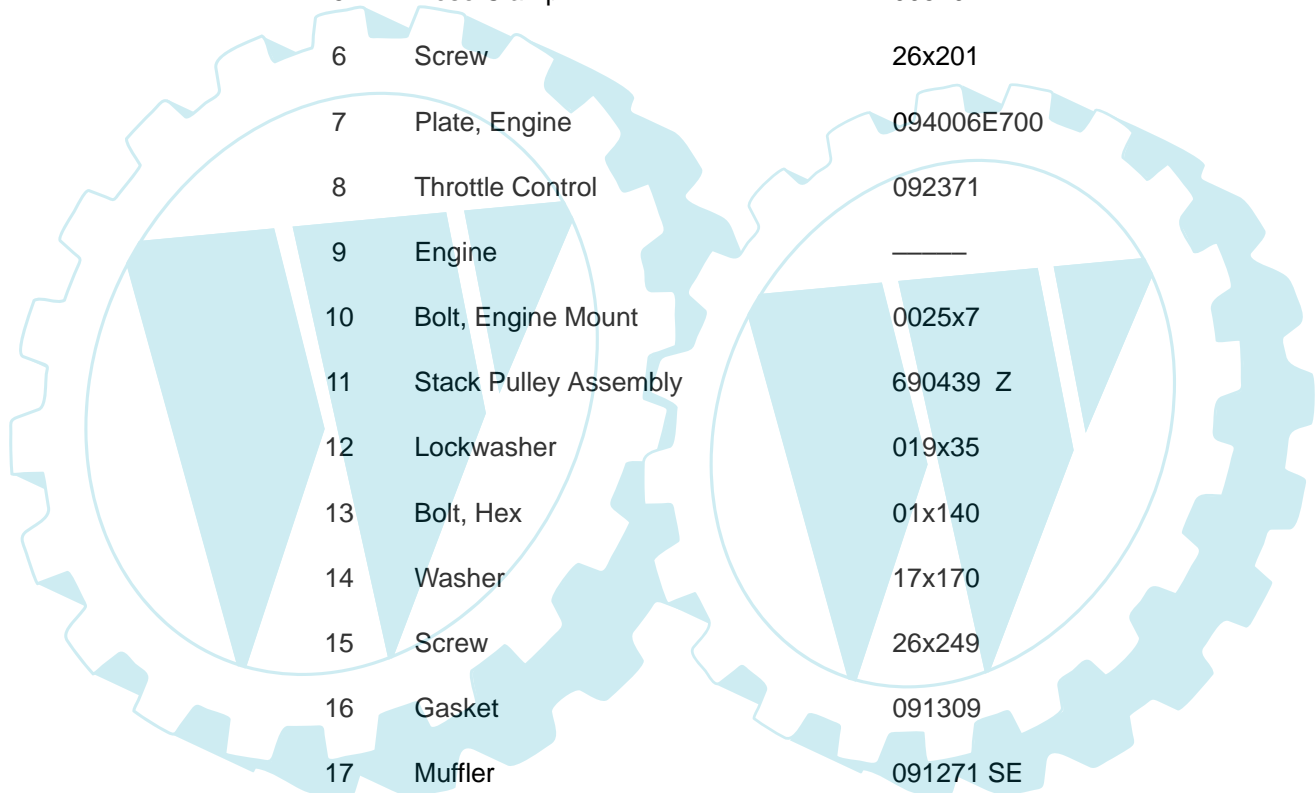 6 Screw 26x201
7 Plate, Engine 094006E700
8 Throttle Control 092371
9 Engine ———
10 Bolt, Engine Mount 0025x7
11 Stack Pulley Assembly 690439 Z
12 Lockwasher 019x35
13 Bolt, Hex 01x140
14 Washer 17x170
15 Screw 26x249
16 Gasket 091309
17 Muffler 091271 SE